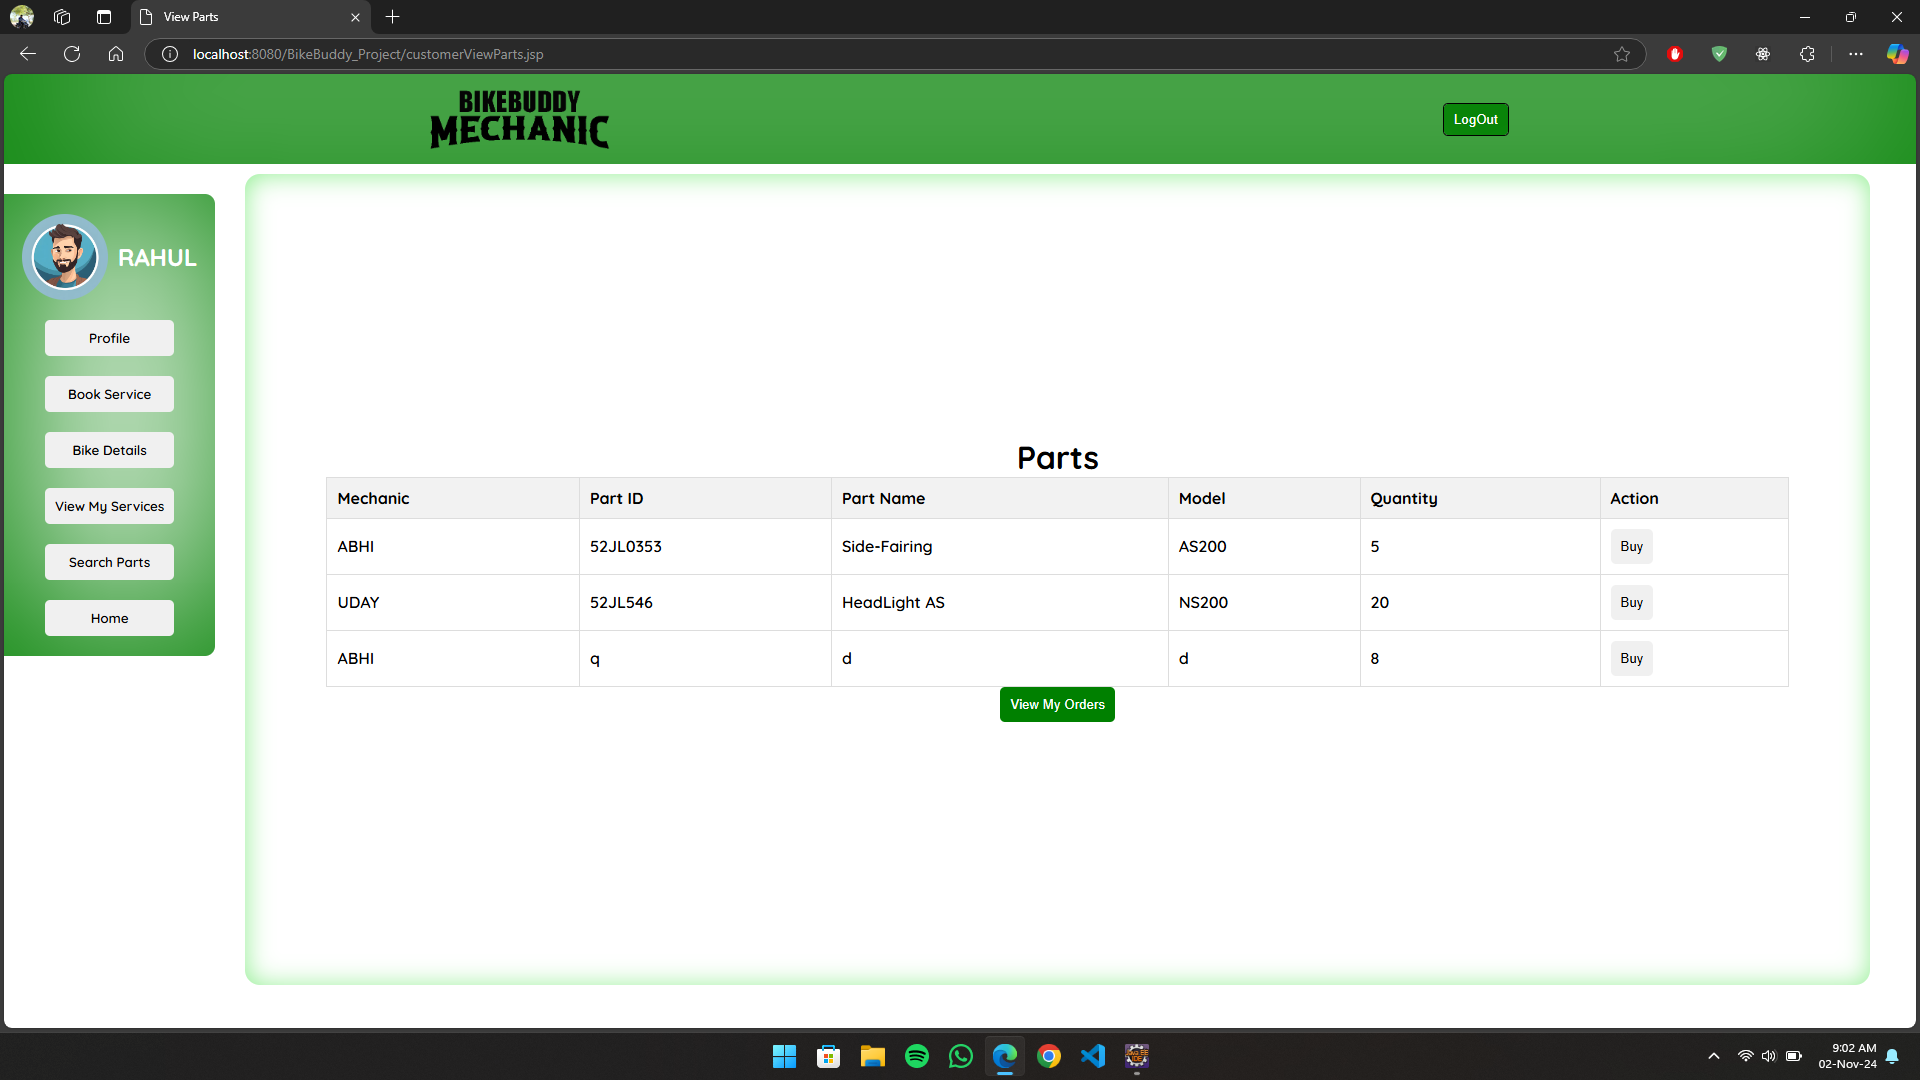 View Parts
localhost:8080/BikeBuddy_Project/customerViewParts.jsp
BIKEBUDDY
MECHANIC
LogOut
RAHUL
Profile
Book Service
Bike Details
View My Services
Search Parts
Home
Parts
Mechanic Part ID Part Name Model Quantity Action
ABHI 52JL0353 Side-Fairing AS200 5 Buy
UDAY 52JL546 HeadLight AS NS200 20 Buy
ABHI q d d 8 Buy
View My Orders
9:02 AM
02-Nov-24